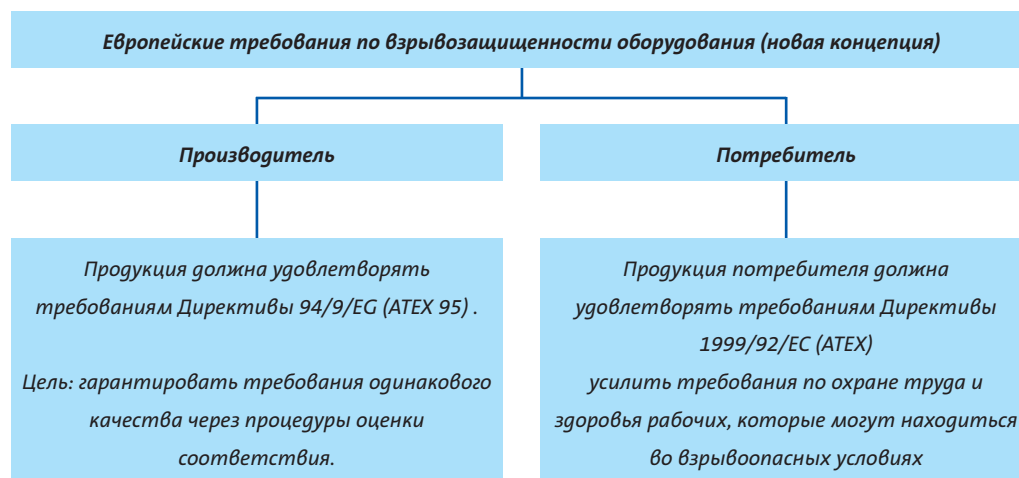 Европейские требования по взрывозащищенности оборудования (новая концепция)
Производитель
Потребитель
Продукция должна удовлетворять
требованиям Директивы 94/9/EG (ATEX 95) .
Цель: гарантировать требования одинакового
качества через процедуры оценки
соответствия.
Продукция потребителя должна
удовлетворять требованиям Директивы
1999/92/EC (ATEX)
усилить требования по охране труда и
здоровья рабочих, которые могут находиться
во взрывоопасных условиях